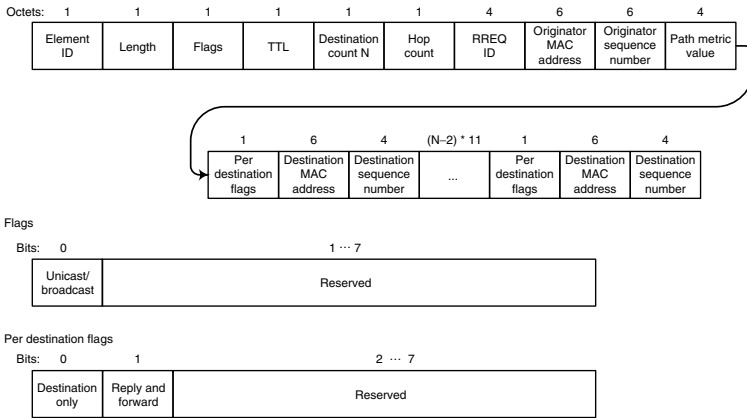 Octets: 1 1 1 1 1 1 4 6 6 4
Element ID Length Flags TTL Destination count N Hop count RREQ ID Originator MAC address Originator sequence number Path metric value
1 6 4 (N–2) * 11 1 6 4
Per destination flags Destination MAC address Destination sequence number ... Per destination flags Destination MAC address Destination sequence number
Flags
Bits: 0 1 ··· 7
Unicast/ broadcast Reserved
Per destination flags
Bits: 0 1 2 ··· 7
Destination only Reply and forward Reserved